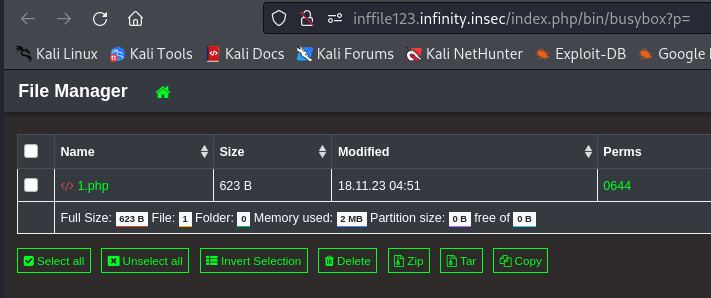 inffile123.infinity.insec/index.php/bin/busybox?p=
Kali Linux Kali Tools Kali Docs Kali Forums Kali NetHunter Exploit-DB Google
File Manager
Name Size Modified Perms
1.php 623 B 18.11.23 04:51 0644
Full Size: 623 B File: 1 Folder: 0 Memory used: 2 MB Partition size: 0 B free of 0 B
Select all Unselect all Invert Selection Delete Zip Tar Copy